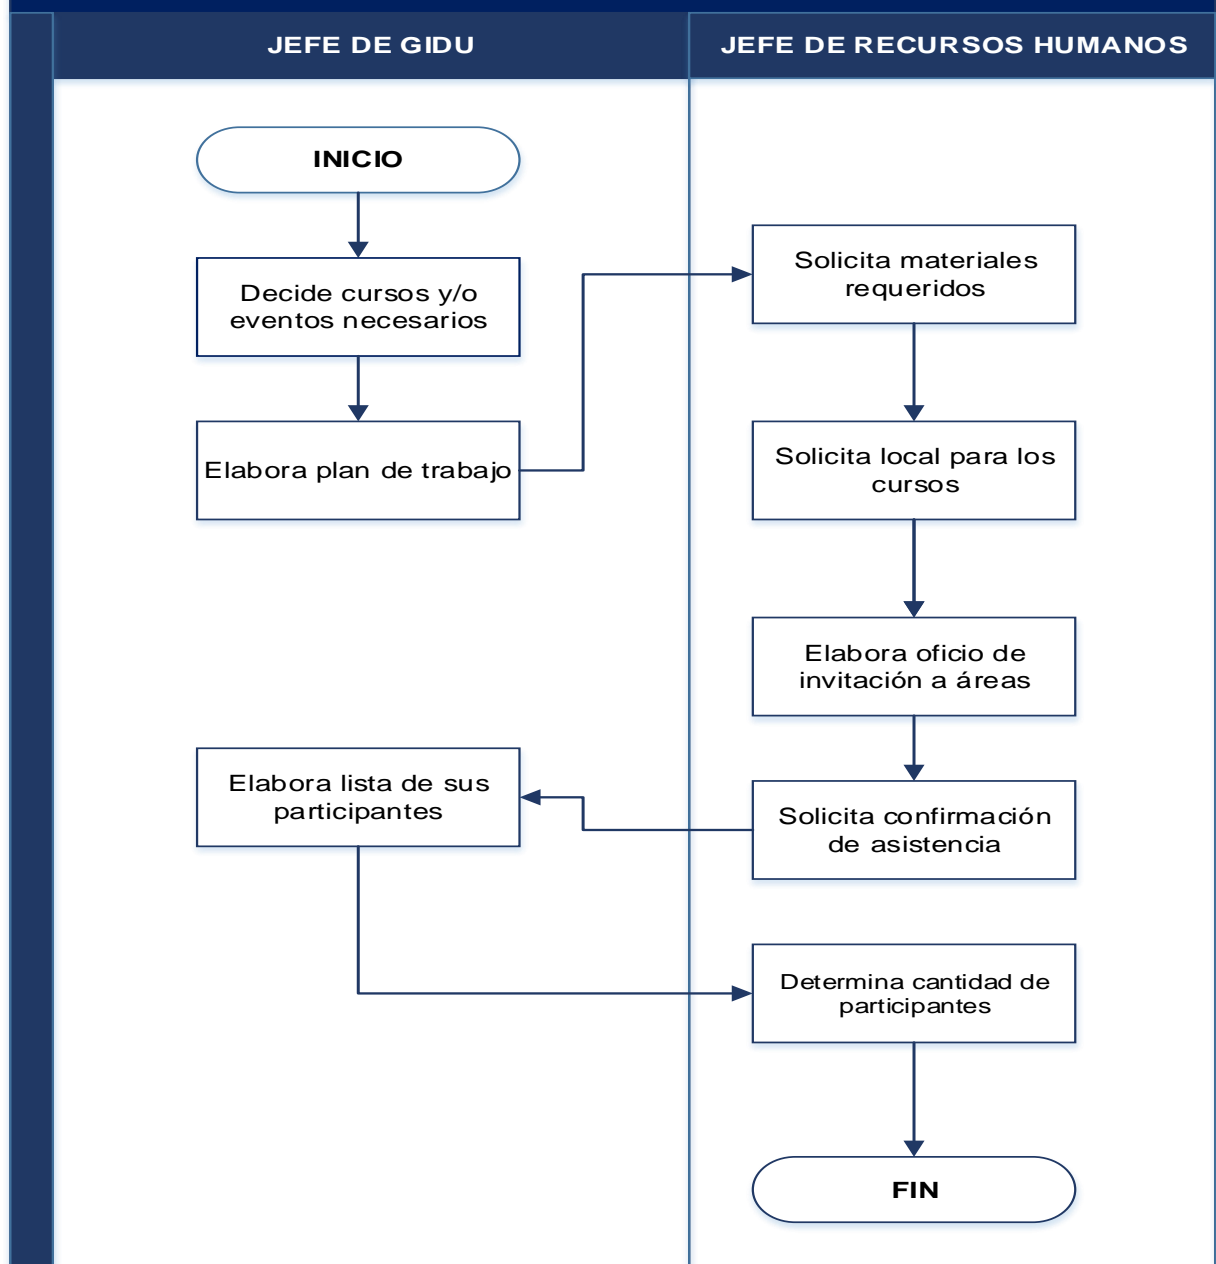 JEFE DE GIDU
JEFE DE RECURSOS HUMANOS
INICIO
Decide cursos y/o
eventos necesarios
Elabora plan de trabajo
Solicita materiales
requeridos
Solicita local para los
cursos
Elabora oficio de
invitación a áreas
Solicita confirmación
de asistencia
Elabora lista de sus
participantes
Determina cantidad de
participantes
FIN